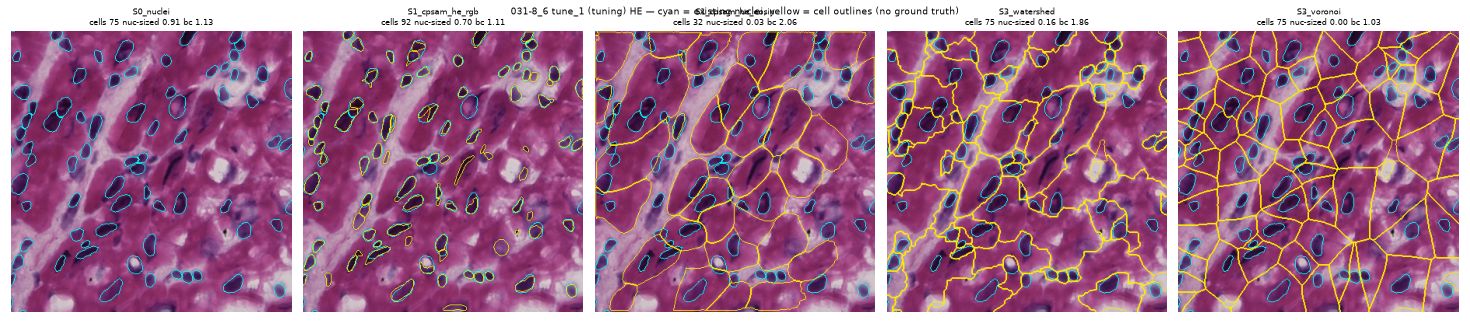 031-8_6 tune_1 (tuning) HE — cyan = existing nuclei, yellow = cell outlines (no ground truth)
S0_nuclei
cells 75 nuc-sized 0.91 bc 1.13
S1_cpsam_he_rgb
cells 92 nuc-sized 0.70 bc 1.11
cells 32 nuc-sized 0.03 bc 2.06
S3_watershed
cells 75 nuc-sized 0.16 bc 1.86
S3_voronoi
cells 75 nuc-sized 0.00 bc 1.03